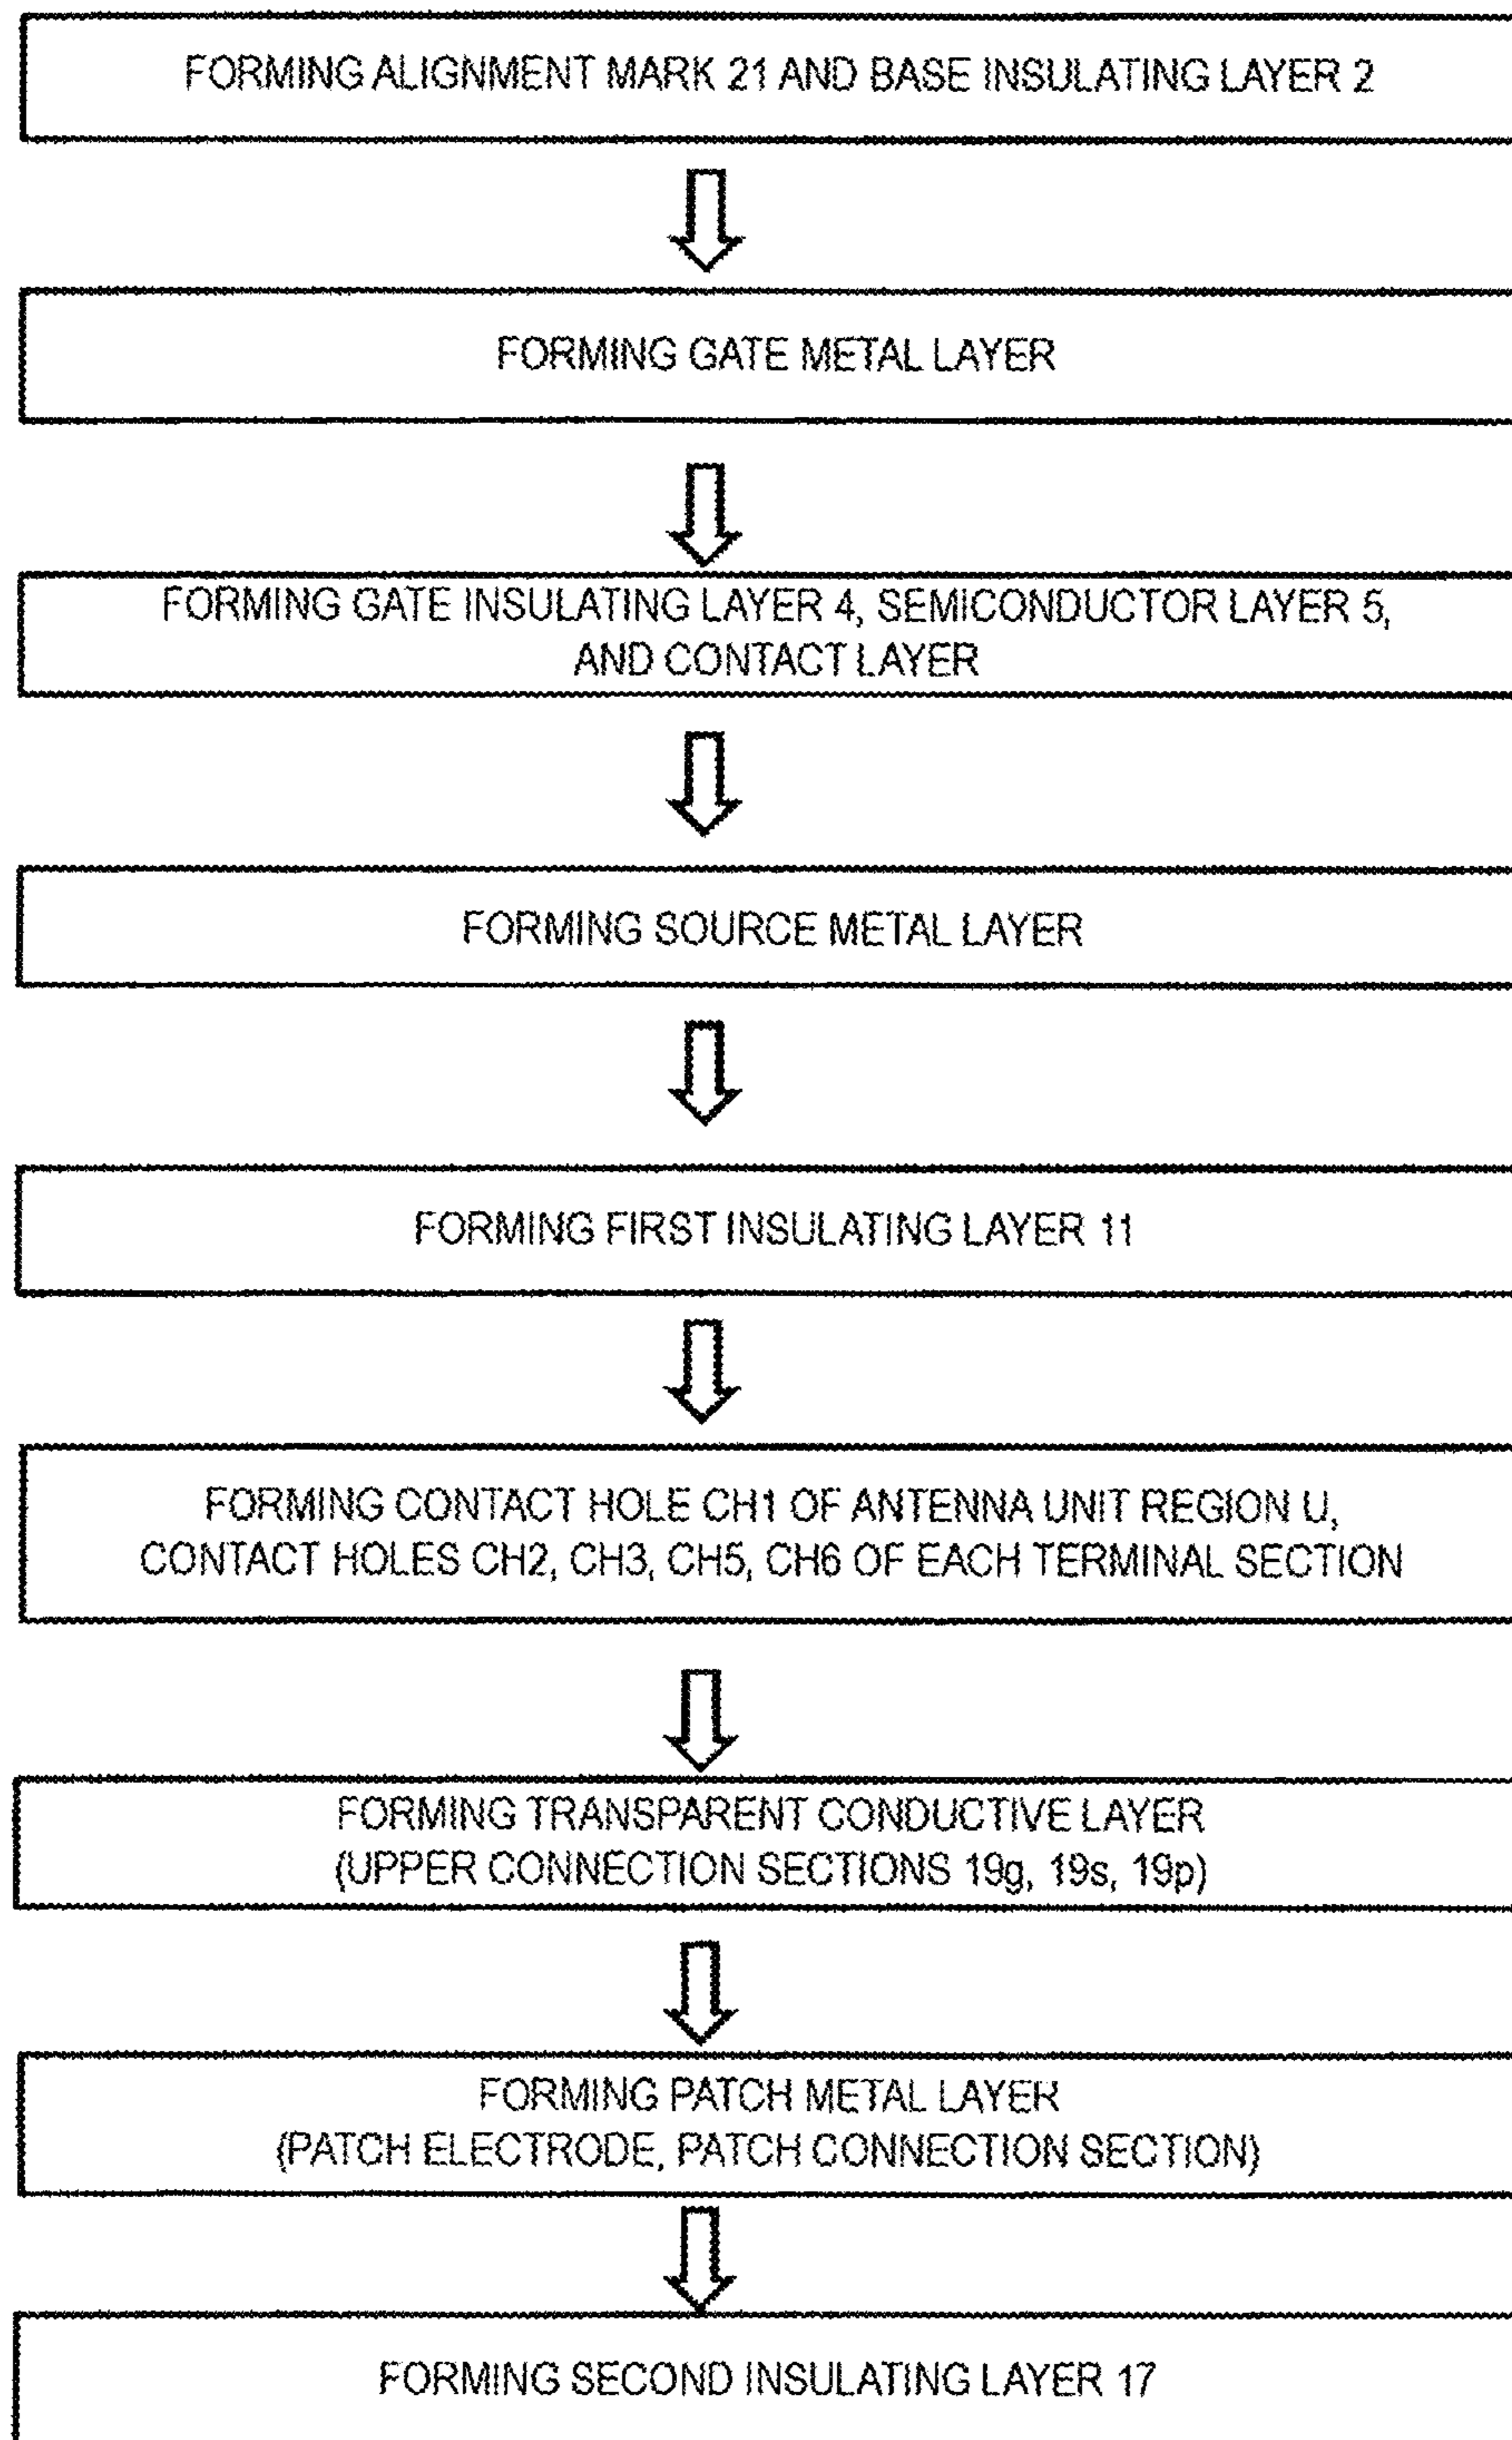 FORMING ALIGNMENT MARK 21 AND BASE INSULATING LAYER 2
FORMING GATE METAL LAYER
FORMING GATE INSULATING LAYER 4, SEMICONDUCTOR LAYER 5,
AND CONTACT LAYER
FORMING SOURCE METAL LAYER
FORMING FIRST INSULATING LAYER 11
FORMING CONTACT HOLE CH1 OF ANTENNA UNIT REGION U,
CONTACT HOLES CH2, CH3, CH5, CH6 OF EACH TERMINAL SECTION
FORMING TRANSPARENT CONDUCTIVE LAYER
(UPPER CONNECTION SECTIONS 19g, 19s, 19p)
FORMING PATCH METAL LAYER
(PATCH ELECTRODE, PATCH CONNECTION SECTION)
FORMING SECOND INSULATING LAYER 17